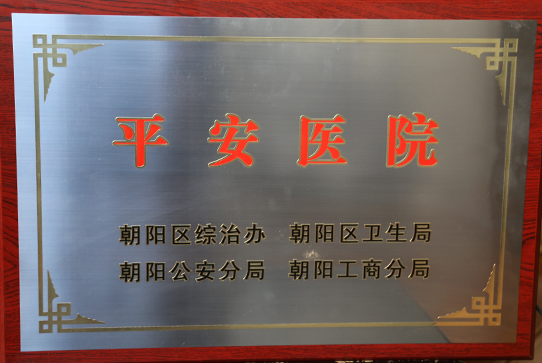 平安医院
朝阳区综治办 朝阳区卫生局
朝阳公安分局 朝阳工商分局